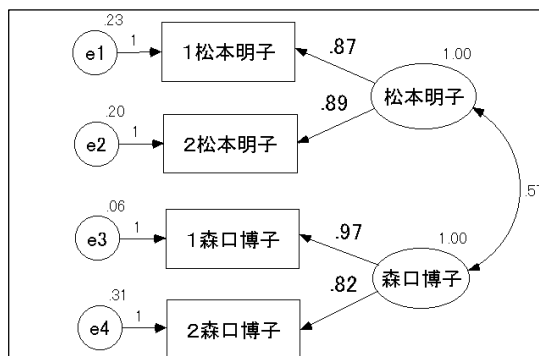 .23
e1
1
1松本明子
.87
1.00
松本明子
.20
e2
1
2松本明子
.89
.57
.06
e3
1
1森口博子
.97
1.00
森口博子
.31
e4
1
2森口博子
.82